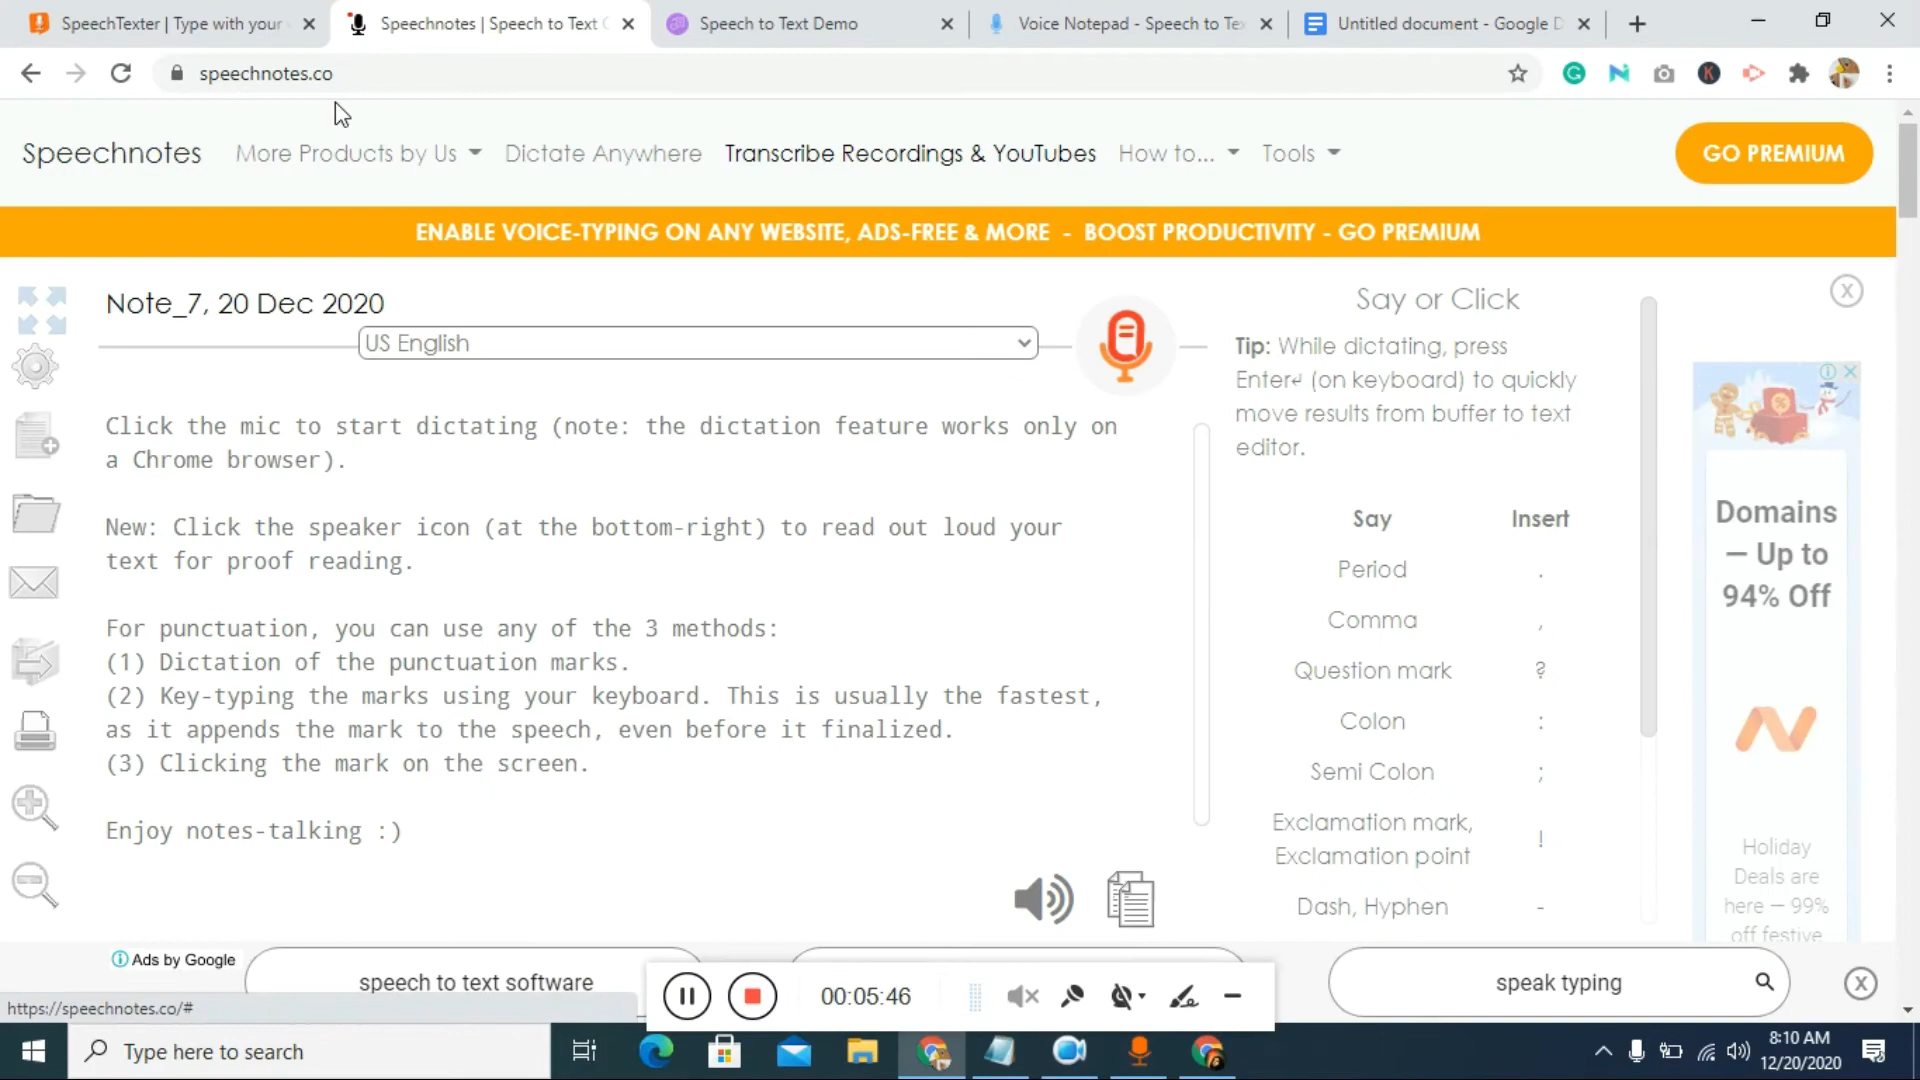 SpeechTexter | Type with your
Speechnotes | Speech to Text
Speech to Text Demo
Voice Notepad - Speech to Te
Untitled document - Google D
speechnotes.co
Speechnotes
More Products by Us
Dictate Anywhere
Transcribe Recordings & YouTubes
How to...
Tools
GO PREMIUM
ENABLE VOICE-TYPING ON ANY WEBSITE, ADS-FREE & MORE - BOOST PRODUCTIVITY - GO PREMIUM
Note_7, 20 Dec 2020
US English
Click the mic to start dictating (note: the dictation feature works only on
a Chrome browser).
New: Click the speaker icon (at the bottom-right) to read out loud your
text for proof reading.
For punctuation, you can use any of the 3 methods:
(1) Dictation of the punctuation marks.
(2) Key-typing the marks using your keyboard. This is usually the fastest,
as it appends the mark to the speech, even before it finalized.
(3) Clicking the mark on the screen.
Enjoy notes-talking :)
Say or Click
Tip: While dictating, press
Enter↵ (on keyboard) to quickly
move results from buffer to text
editor.
Say Insert
Period .
Comma ,
Question mark ?
Colon :
Semi Colon ;
Exclamation mark,
Exclamation point !
Dash, Hyphen -
Domains
— Up to
94% Off
Holiday
Deals are
here — 99%
off festive
Ads by Google
speech to text software
speak typing
https://speechnotes.co/#
00:05:46
Type here to search
8:10 AM
12/20/2020